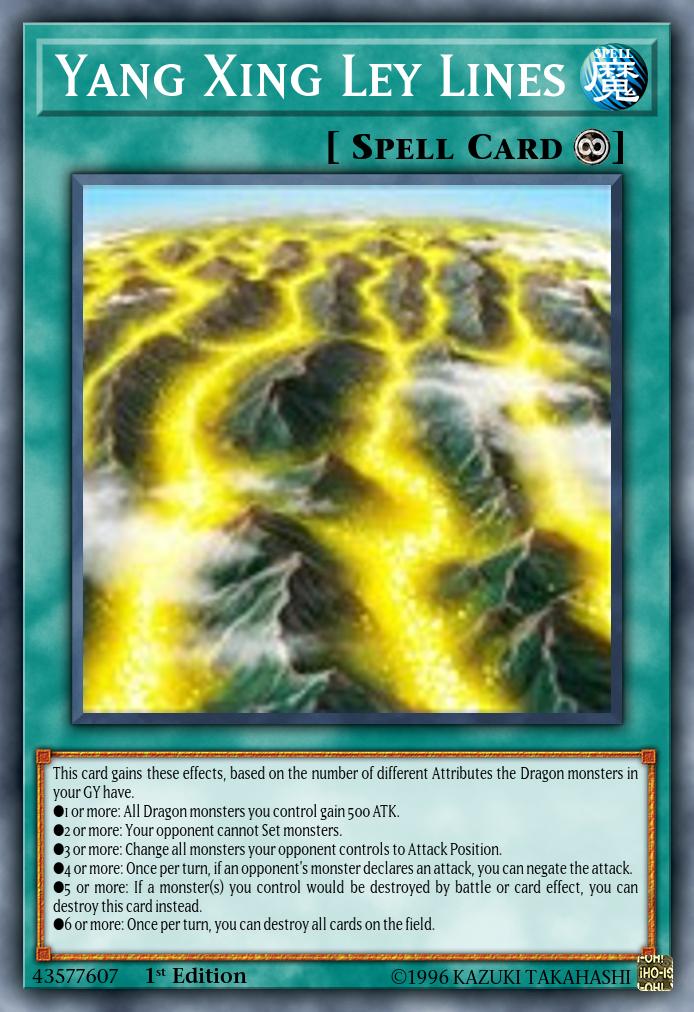 Yang Xing Ley Lines
SPELL
魔
[ Spell Card ]
This card gains these effects, based on the number of different Attributes the Dragon monsters in
your GY have.
●1 or more: All Dragon monsters you control gain 500 ATK.
●2 or more: Your opponent cannot Set monsters.
●3 or more: Change all monsters your opponent controls to Attack Position.
●4 or more: Once per turn, if an opponent's monster declares an attack, you can negate the attack.
●5 or more: If a monster(s) you control would be destroyed by battle or card effect, you can
destroy this card instead.
●6 or more: Once per turn, you can destroy all cards on the field.
43577607 1st Edition ©1996 KAZUKI TAKAHASHI